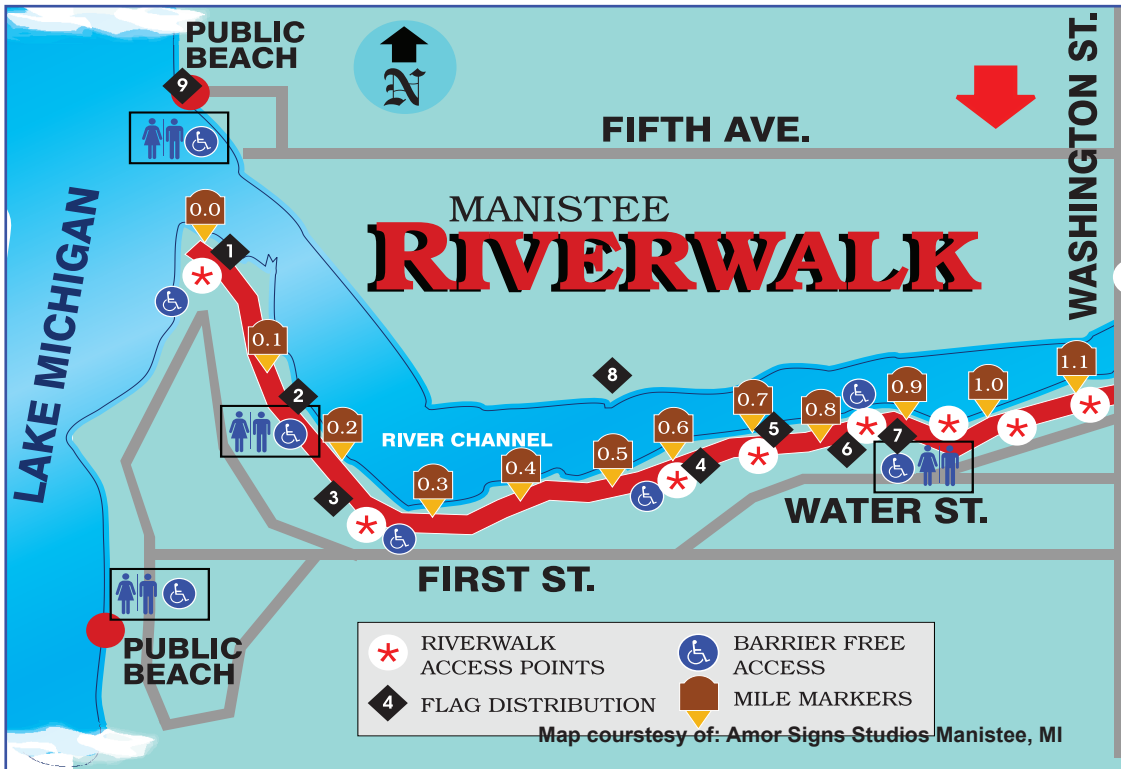 PUBLIC
BEACH
9
N
FIFTH AVE.
WASHINGTON ST.
MANISTEE
RIVERWALK
LAKE MICHIGAN
0.0
1
0.1
2
0.2
RIVER CHANNEL
3
0.3
0.4
0.5
0.6
4
8
0.7
5
0.8
6
0.9
7
1.0
1.1
WATER ST.
FIRST ST.
PUBLIC
BEACH
RIVERWALK
ACCESS POINTS
BARRIER FREE
ACCESS
4 FLAG DISTRIBUTION
MILE MARKERS
Map courstesy of: Amor Signs Studios Manistee, MI